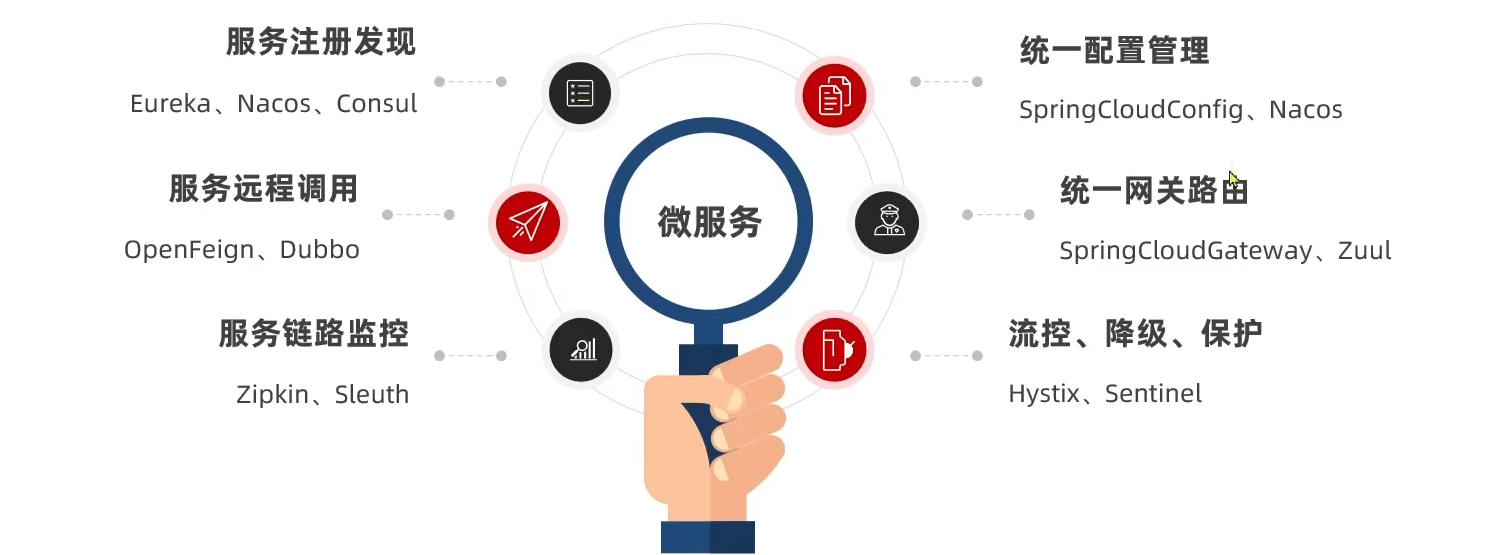 服务注册发现
Eureka、Nacos、Consul
服务远程调用
OpenFeign、Dubbo
服务链路监控
Zipkin、Sleuth
微服务
统一配置管理
SpringCloudConfig、Nacos
统一网关路由
SpringCloudGateway、Zuul
流控、降级、保护
Hystix、Sentinel